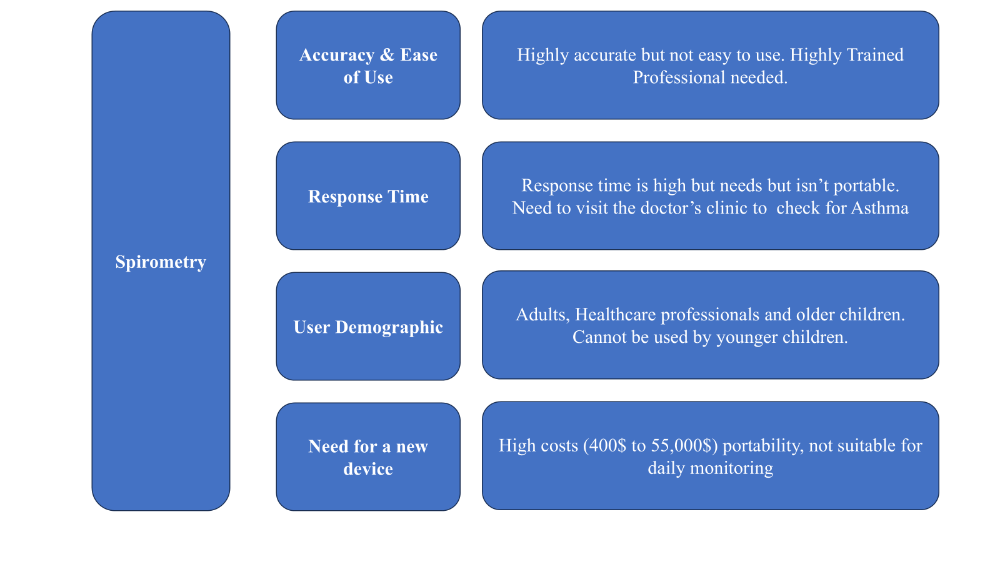 Spirometry
Accuracy & Ease
of Use
Highly accurate but not easy to use. Highly Trained
Professional needed.
Response Time
Response time is high but needs but isn’t portable.
Need to visit the doctor’s clinic to  check for Asthma
User Demographic
Adults, Healthcare professionals and older children.
Cannot be used by younger children.
Need for a new
device
High costs (400$ to 55,000$) portability, not suitable for
daily monitoring